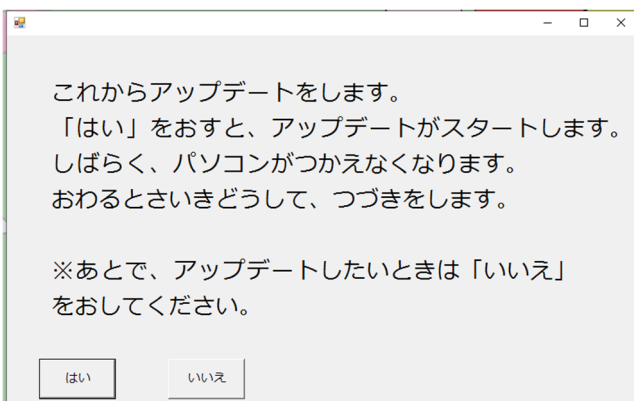 これからアップデートをします。
「はい」をおすと、アップデートがスタートします。
しばらく、パソコンがつかえなくなります。
おわるとさいきどうして、つづきをします。
※あとで、アップデートしたいときは「いいえ」
をおしてください。
はい
いいえ